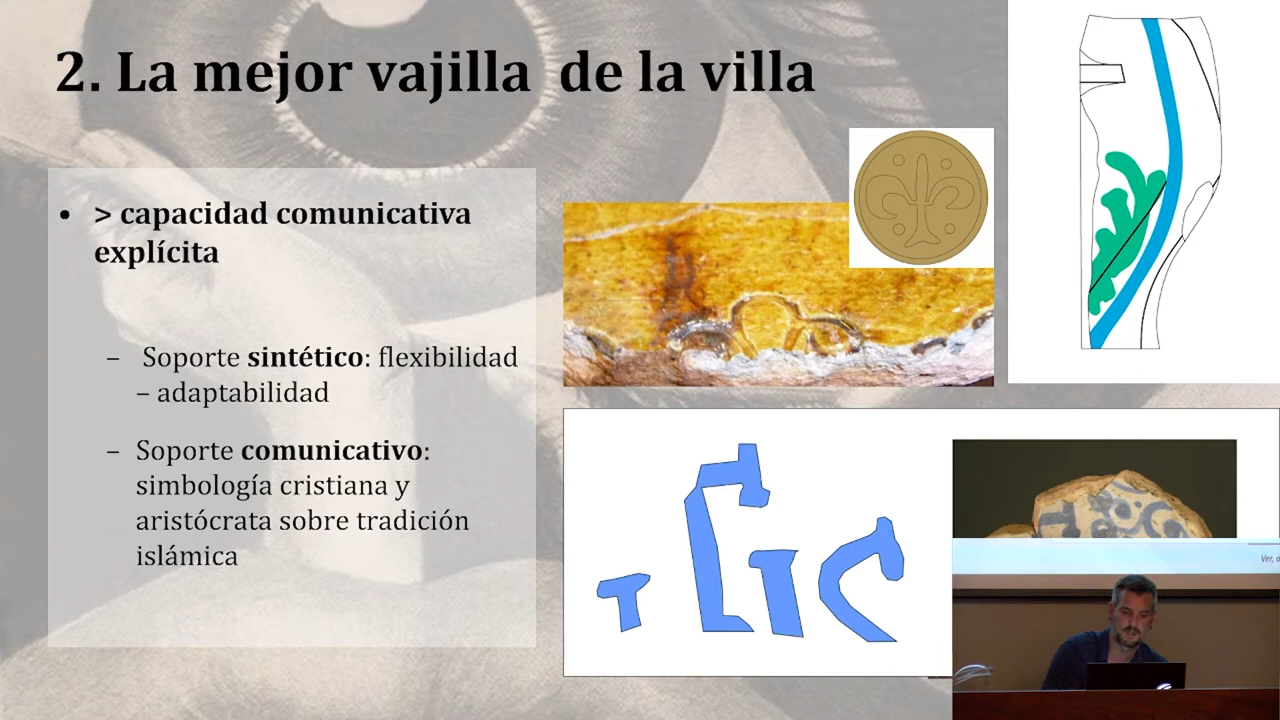 2. La mejor vajilla de la villa
• > capacidad comunicativa
explícita
– Soporte sintético: flexibilidad
– adaptabilidad
– Soporte comunicativo:
simbología cristiana y
aristócrata sobre tradición
islámica
Ver, o